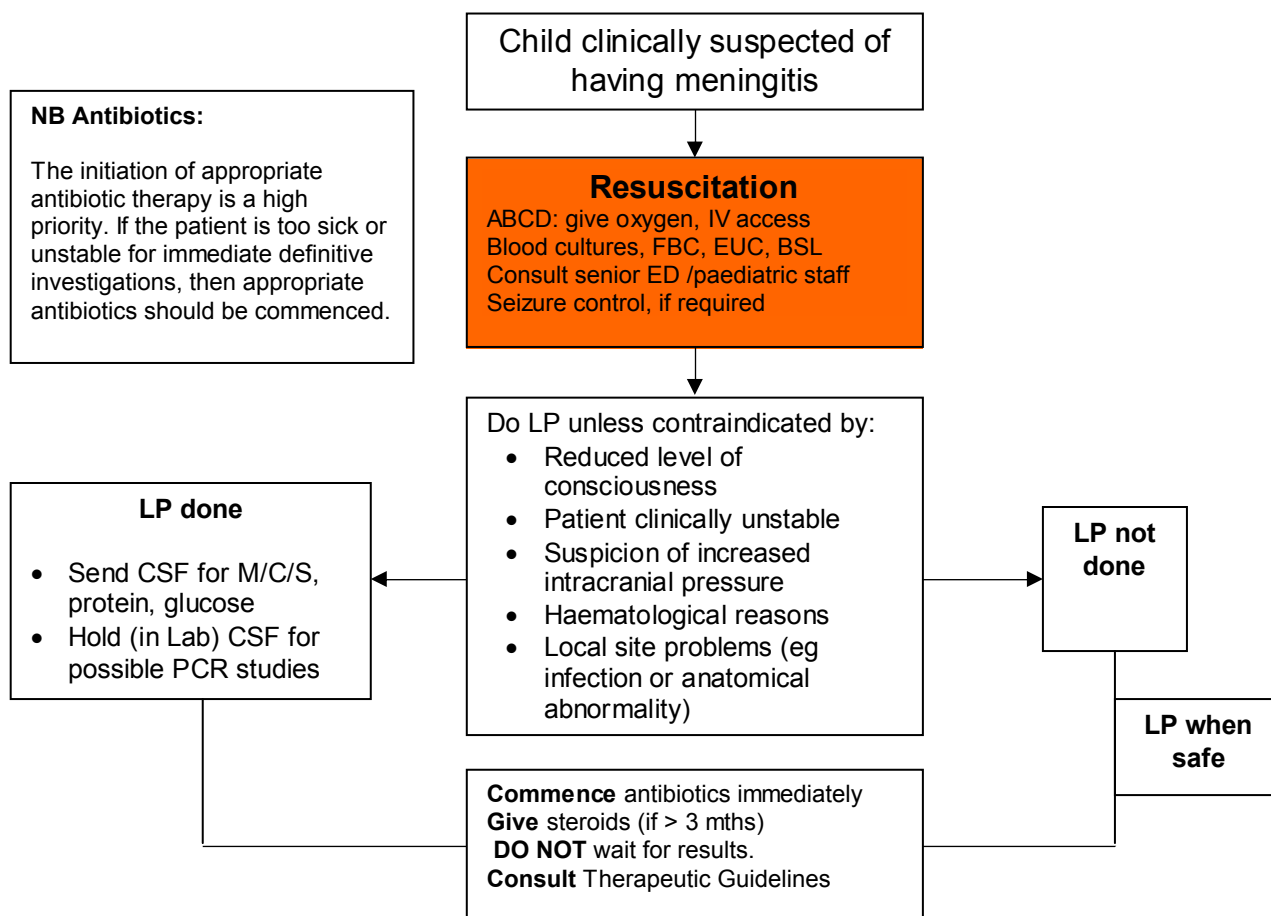 Child clinically suspected of
having meningitis
NB Antibiotics:
The initiation of appropriate
antibiotic therapy is a high
priority. If the patient is too sick or
unstable for immediate definitive
investigations, then appropriate
antibiotics should be commenced.
Resuscitation
ABCD: give oxygen, IV access
Blood cultures, FBC, EUC, BSL
Consult senior ED /paediatric staff
Seizure control, if required
Do LP unless contraindicated by:
• Reduced level of
consciousness
• Patient clinically unstable
• Suspicion of increased
intracranial pressure
• Haematological reasons
• Local site problems (eg
infection or anatomical
abnormality)
LP done
• Send CSF for M/C/S,
protein, glucose
• Hold (in Lab) CSF for
possible PCR studies
LP not
done
LP when
safe
Commence antibiotics immediately
Give steroids (if > 3 mths)
DO NOT wait for results.
Consult Therapeutic Guidelines